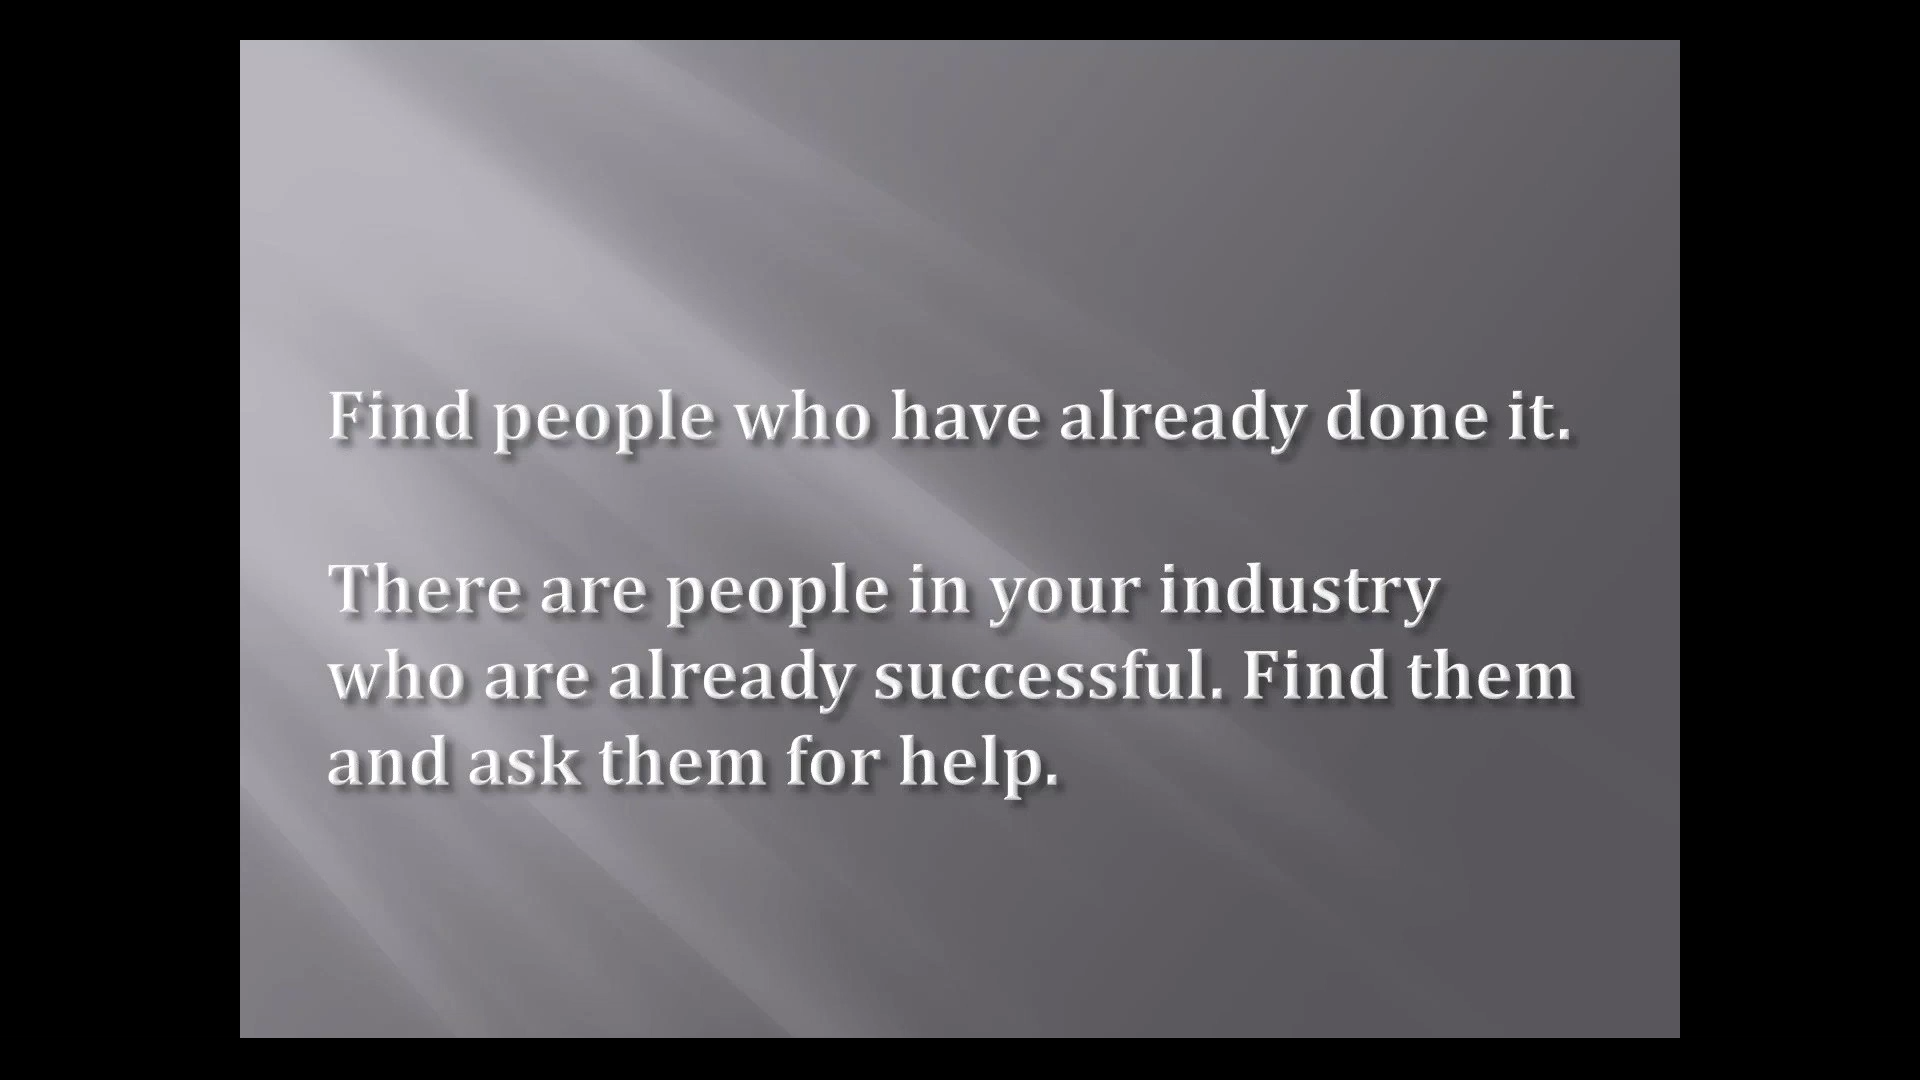 Find people who have already done it.
There are people in your industry
who are already successful. Find them
and ask them for help.